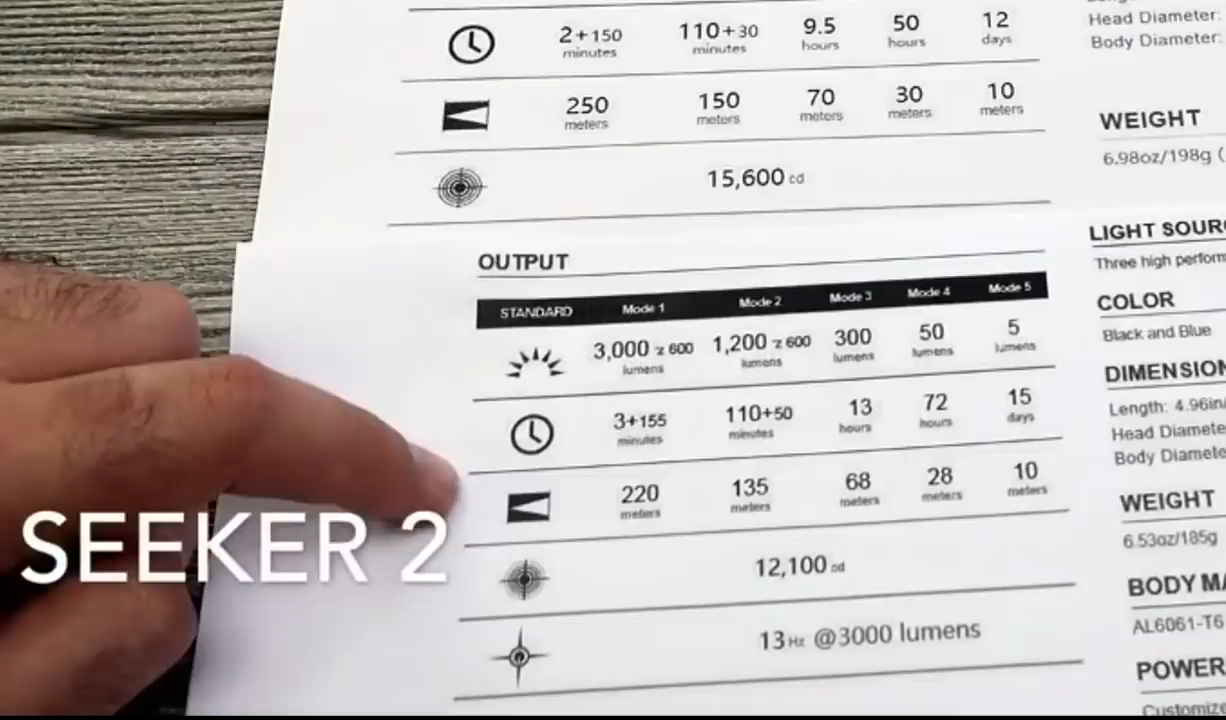 2+150 110+30 9.5 50 12
minutes minutes hours hours days
Head Diameter:
Body Diameter:
250 150 70 30 10
meters meters meters meters meters
WEIGHT
6.98oz/198g (
15,600 cd
OUTPUT
STANDARD Mode 1 Mode 2 Mode 3 Mode 4 Mode 5
3,000 600 1,200 600 300 50 5
lumens lumens lumens lumens lumens
3+155 110+50 13 72 15
minutes minutes hours hours days
220 135 68 28 10
meters meters meters meters meters
12,100 cd
13Hz @3000 lumens
LIGHT SOUR
Three high perform
COLOR
Black and Blue
DIMENSION
Length: 4.96in/
Head Diamete
Body Diamete
WEIGHT
6.53oz/185g
BODY MA
AL6061-T6
POWER
Customize
SEEKER 2